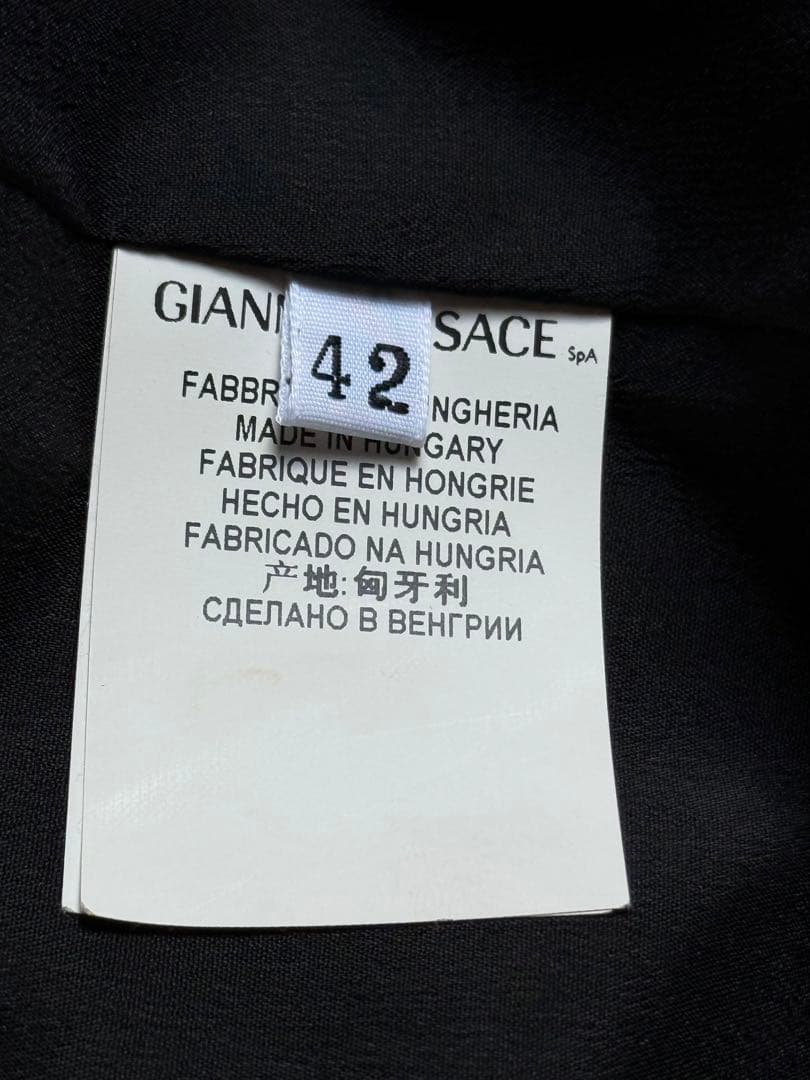 GIANN SACE SpA
42
FABBR NGHERIA
MADE IN HUNGARY
FABRIQUE EN HONGRIE
HECHO EN HUNGRIA
FABRICADO NA HUNGRIA
产地:匈牙利
СДЕЛАНО В ВЕНГРИИ